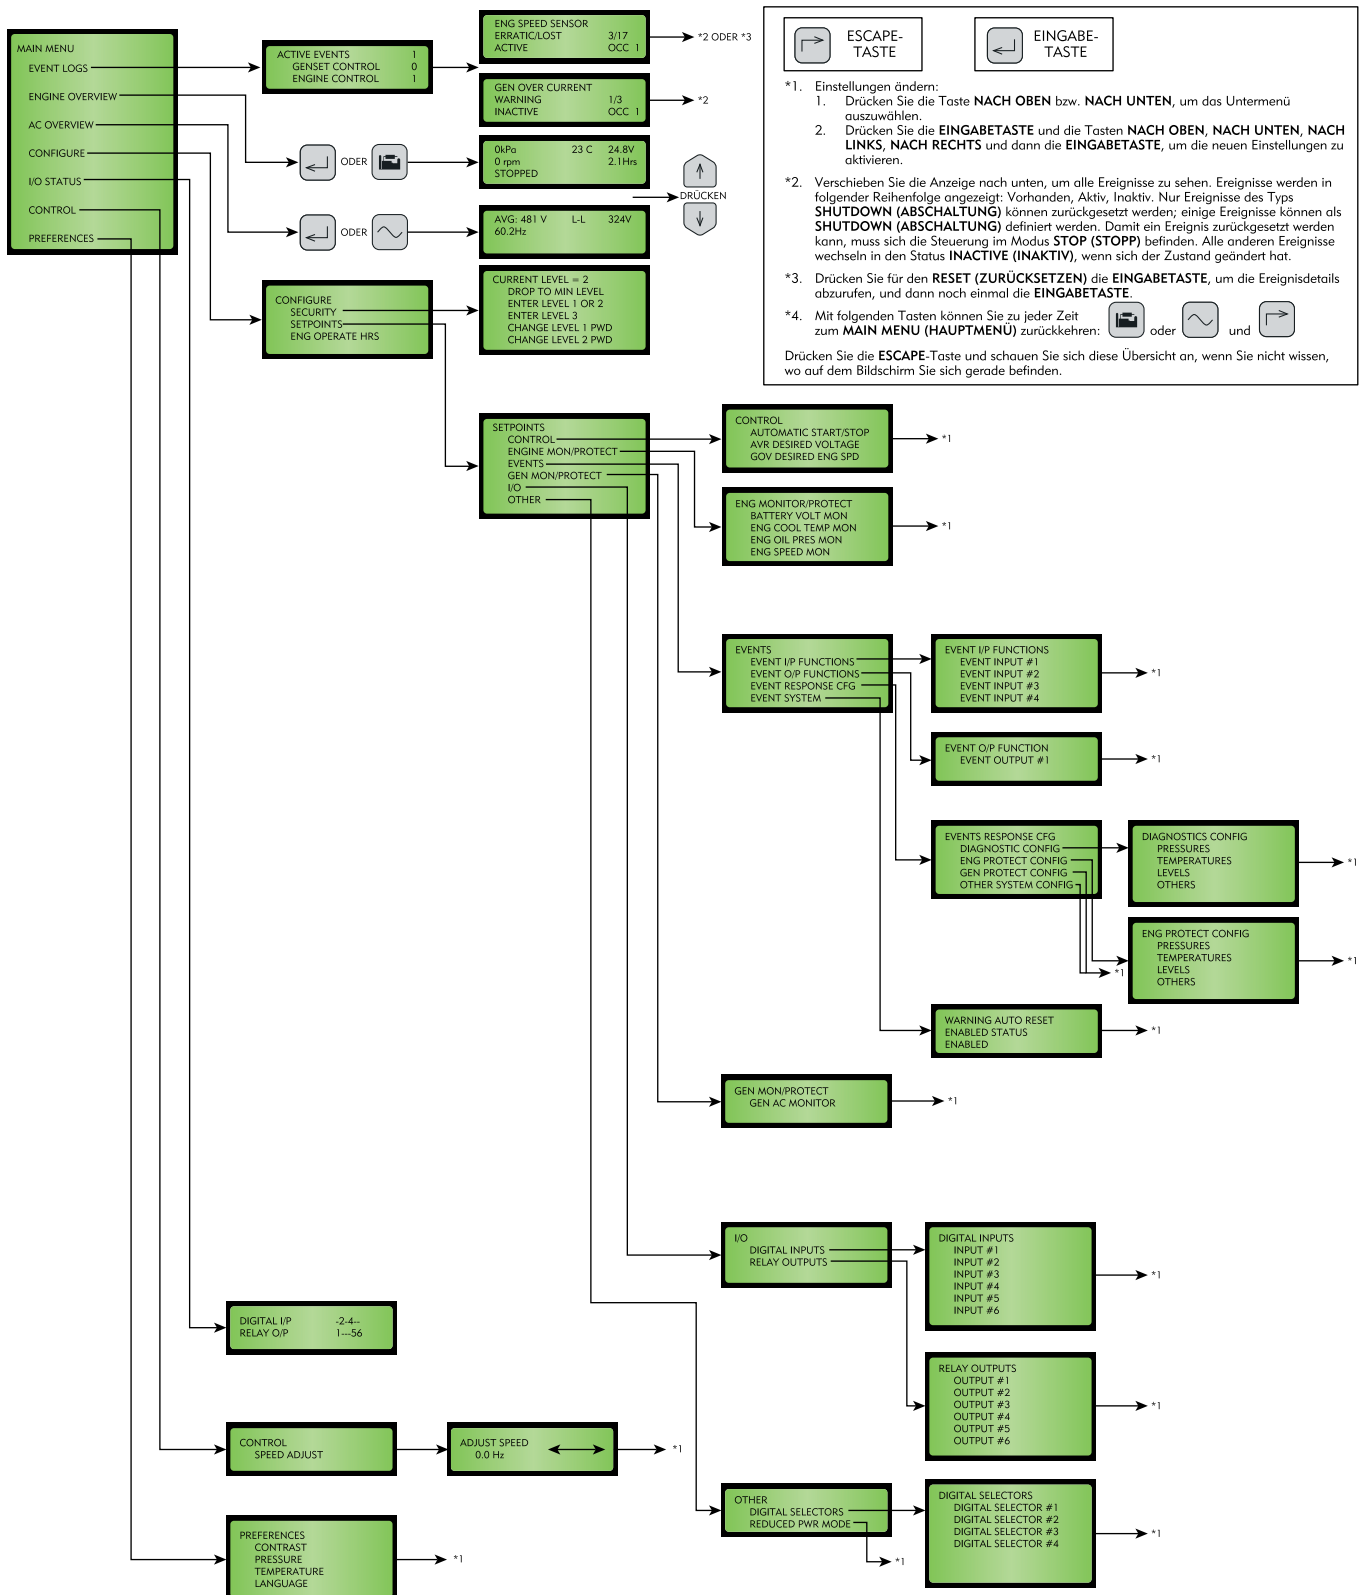 MAIN MENU
EVENT LOGS
ENGINE OVERVIEW
AC OVERVIEW
CONFIGURE
I/O STATUS
CONTROL
PREFERENCES
ACTIVE EVENTS 1
GENSET CONTROL 0
ENGINE CONTROL 1
ENG SPEED SENSOR
ERRATIC/LOST 3/17
ACTIVE OCC 1
*2 ODER *3
GEN OVER CURRENT
WARNING 1/3
INACTIVE OCC 1
*2
ODER
0kPa 23 C 24.8V
0 rpm 2.1Hrs
STOPPED
DRÜCKEN
ODER
AVG: 481 V L-L 324V
60.2Hz
CONFIGURE
SECURITY
SETPOINTS
ENG OPERATE HRS
CURRENT LEVEL = 2
DROP TO MIN LEVEL
ENTER LEVEL 1 OR 2
ENTER LEVEL 3
CHANGE LEVEL 1 PWD
CHANGE LEVEL 2 PWD
ESCAPE-
TASTE
EINGABE-
TASTE
*1. Einstellungen ändern:
1. Drücken Sie die Taste NACH OBEN bzw. NACH UNTEN, um das Untermenü
auszuwählen.
2. Drücken Sie die EINGABETASTE und die Tasten NACH OBEN, NACH UNTEN, NACH
LINKS, NACH RECHTS und dann die EINGABETASTE, um die neuen Einstellungen zu
aktivieren.
*2. Verschieben Sie die Anzeige nach unten, um alle Ereignisse zu sehen. Ereignisse werden in
folgender Reihenfolge angezeigt: Vorhanden, Aktiv, Inaktiv. Nur Ereignisse des Typs
SHUTDOWN (ABSCHALTUNG) können zurückgesetzt werden; einige Ereignisse können als
SHUTDOWN (ABSCHALTUNG) definiert werden. Damit ein Ereignis zurückgesetzt werden
kann, muss sich die Steuerung im Modus STOP (STOPP) befinden. Alle anderen Ereignisse
wechseln in den Status INACTIVE (INAKTIV), wenn sich der Zustand geändert hat.
*3. Drücken Sie für den RESET (ZURÜCKSETZEN) die EINGABETASTE, um die Ereignisdetails
abzurufen, und dann noch einmal die EINGABETASTE.
*4. Mit folgenden Tasten können Sie zu jeder Zeit
zum MAIN MENU (HAUPTMENÜ) zurückkehren: oder und
Drücken Sie die ESCAPE-Taste und schauen Sie sich diese Übersicht an, wenn Sie nicht wissen,
wo auf dem Bildschirm Sie sich gerade befinden.
SETPOINTS
CONTROL
ENGINE MON/PROTECT
EVENTS
GEN MON/PROTECT
I/O
OTHER
CONTROL
AUTOMATIC START/STOP
AVR DESIRED VOLTAGE
GOV DESIRED ENG SPD
*1
ENG MONITOR/PROTECT
BATTERY VOLT MON
ENG COOL TEMP MON
ENG OIL PRES MON
ENG SPEED MON
*1
EVENTS
EVENT I/P FUNCTIONS
EVENT O/P FUNCTIONS
EVENT RESPONSE CFG
EVENT SYSTEM
EVENT I/P FUNCTIONS
EVENT INPUT #1
EVENT INPUT #2
EVENT INPUT #3
EVENT INPUT #4
*1
EVENT O/P FUNCTION
EVENT OUTPUT #1
*1
EVENTS RESPONSE CFG
DIAGNOSTIC CONFIG
ENG PROTECT CONFIG
GEN PROTECT CONFIG
OTHER SYSTEM CONFIG
*1
DIAGNOSTICS CONFIG
PRESSURES
TEMPERATURES
LEVELS
OTHERS
*1
ENG PROTECT CONFIG
PRESSURES
TEMPERATURES
LEVELS
OTHERS
*1
WARNING AUTO RESET
ENABLED STATUS
ENABLED
*1
GEN MON/PROTECT
GEN AC MONITOR
*1
I/O
DIGITAL INPUTS
RELAY OUTPUTS
DIGITAL INPUTS
INPUT #1
INPUT #2
INPUT #3
INPUT #4
INPUT #5
INPUT #6
*1
DIGITAL I/P -2-4--
RELAY O/P 1---56
RELAY OUTPUTS
OUTPUT #1
OUTPUT #2
OUTPUT #3
OUTPUT #4
OUTPUT #5
OUTPUT #6
*1
CONTROL
SPEED ADJUST
ADJUST SPEED
0.0 Hz
*1
OTHER
DIGITAL SELECTORS
REDUCED PWR MODE
*1
DIGITAL SELECTORS
DIGITAL SELECTOR #1
DIGITAL SELECTOR #2
DIGITAL SELECTOR #3
DIGITAL SELECTOR #4
*1
PREFERENCES
CONTRAST
PRESSURE
TEMPERATURE
LANGUAGE
*1